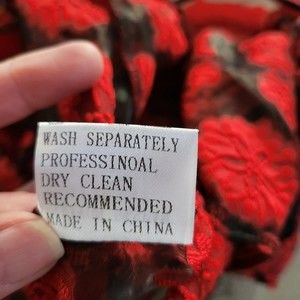 WASH SEPARATELY
PROFESSINOAL
DRY CLEAN
RECOMMENDED
MADE IN CHINA